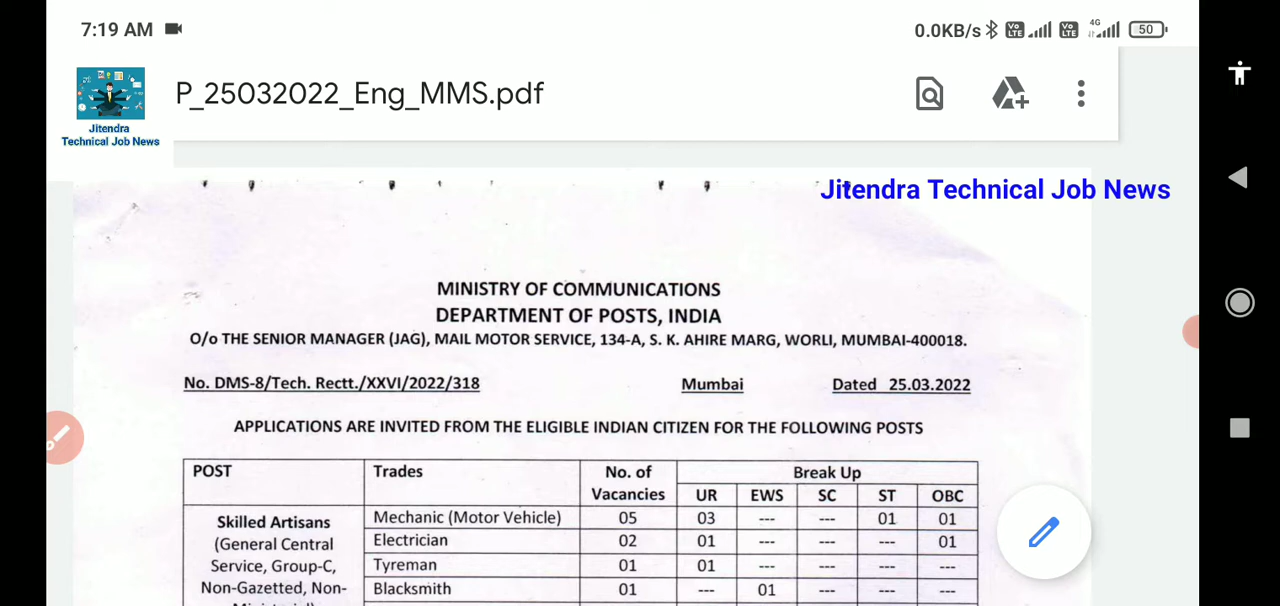 7:19 AM
0.0KB/s Vo LTE Vo LTE 4G 50
Jitendra
Technical Job News
P_25032022_Eng_MMS.pdf
Jitendra Technical Job News
MINISTRY OF COMMUNICATIONS
DEPARTMENT OF POSTS, INDIA
O/o THE SENIOR MANAGER (JAG), MAIL MOTOR SERVICE, 134-A, S. K. AHIRE MARG, WORLI, MUMBAI-400018.
No. DMS-8/Tech. Rectt./XXVI/2022/318 Mumbai Dated 25.03.2022
APPLICATIONS ARE INVITED FROM THE ELIGIBLE INDIAN CITIZEN FOR THE FOLLOWING POSTS
POST Trades No. of Break Up
Vacancies UR EWS SC ST OBC
Skilled Artisans Mechanic (Motor Vehicle) 05 03 --- --- 01 01
(General Central Electrician 02 01 --- --- --- 01
Service, Group-C, Tyreman 01 01 --- --- --- ---
Non-Gazetted, Non- Blacksmith 01 --- 01 --- --- ---